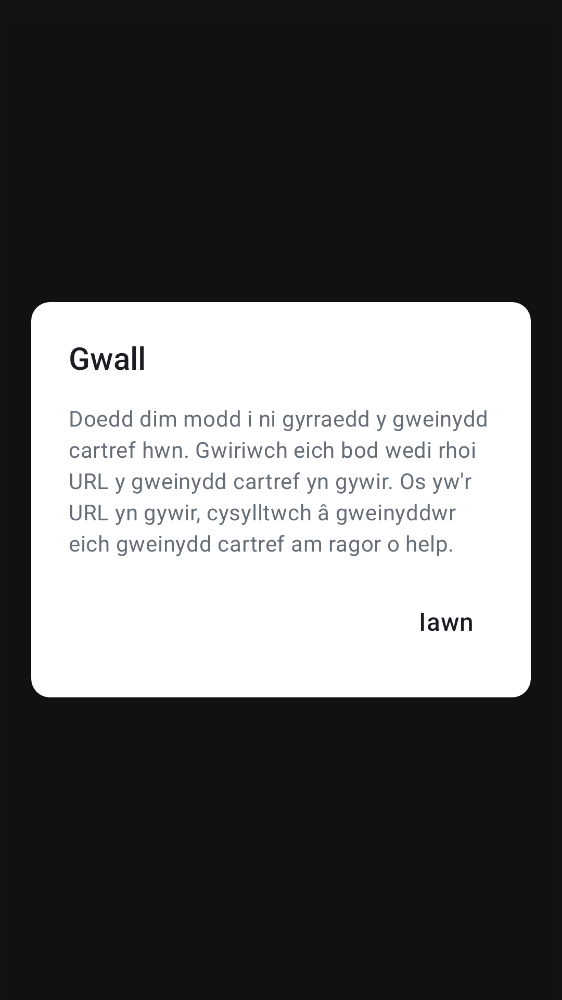 Gwall
Doedd dim modd i ni gyrraedd y gweinydd
cartref hwn. Gwiriwch eich bod wedi rhoi
URL y gweinydd cartref yn gywir. Os yw'r
URL yn gywir, cysylltwch â gweinyddwr
eich gweinydd cartref am ragor o help.
Iawn